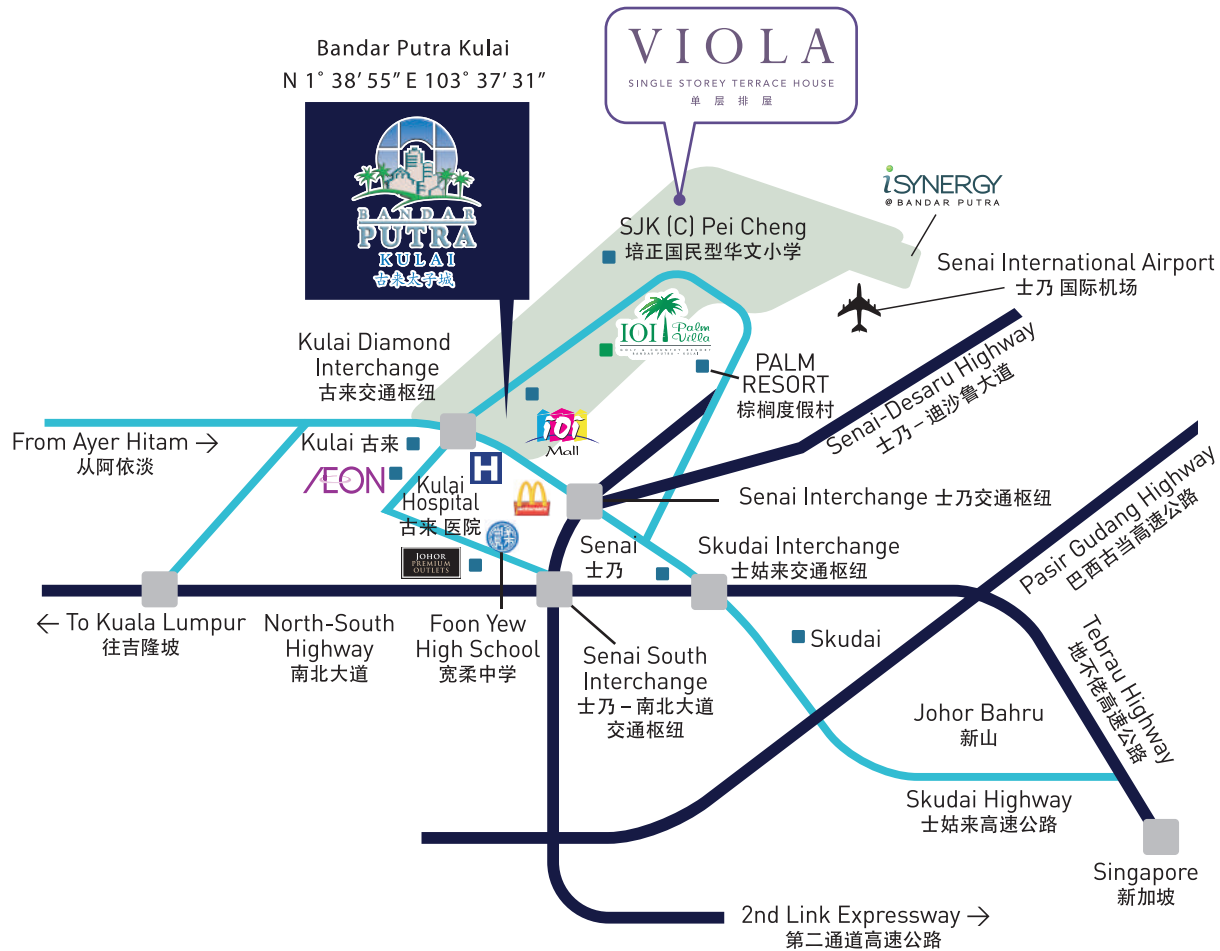 Bandar Putra Kulai
N 1° 38' 55" E 103° 37' 31"
BANDAR
PUTRA
KULAI
古来太子城
VIOLA
SINGLE STOREY TERRACE HOUSE
单层排屋
iSYNERGY
@ BANDAR PUTRA
SJK (C) Pei Cheng
培正国民型华文小学
Senai International Airport
士乃 国际机场
IOI Palm
Villa
GOLF & COUNTRY RESORT
BANDAR PUTRA - KULAI
Kulai Diamond
Interchange
古来交通枢纽
PALM
RESORT
棕榈度假村
Senai-Desaru Highway
士乃－迪沙鲁大道
From Ayer Hitam →
从阿依淡
Kulai 古来
AEON
IOI
Mall
H
Kulai
Hospital
古来 医院
McDonald's
Senai Interchange 士乃交通枢纽
Pasir Gudang Highway
巴西古当高速公路
JOHOR
PREMIUM
OUTLETS
Senai
士乃
Skudai Interchange
士姑来交通枢纽
← To Kuala Lumpur
往吉隆坡
North-South
Highway
南北大道
Foon Yew
High School
宽柔中学
Senai South
Interchange
士乃－南北大道
交通枢纽
Skudai
Tebrau Highway
地不佬高速公路
Johor Bahru
新山
Skudai Highway
士姑来高速公路
Singapore
新加坡
2nd Link Expressway →
第二通道高速公路